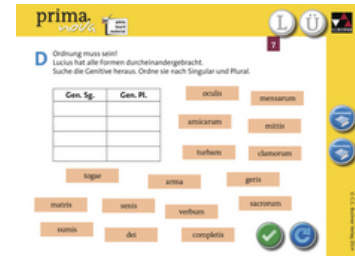 prima.
nova
L Ü
7
D Ordnung muss sein!
Lucius hat alle Formen durcheinandergebracht.
Suche die Genitive heraus. Ordne sie nach Singular und Plural.
Gen. Sg. Gen. Pl.
oculis mensarum
amicarum mittis
turbam clamorum
togae arma geris
matris senis verbum sacrorum
sumis dei completis